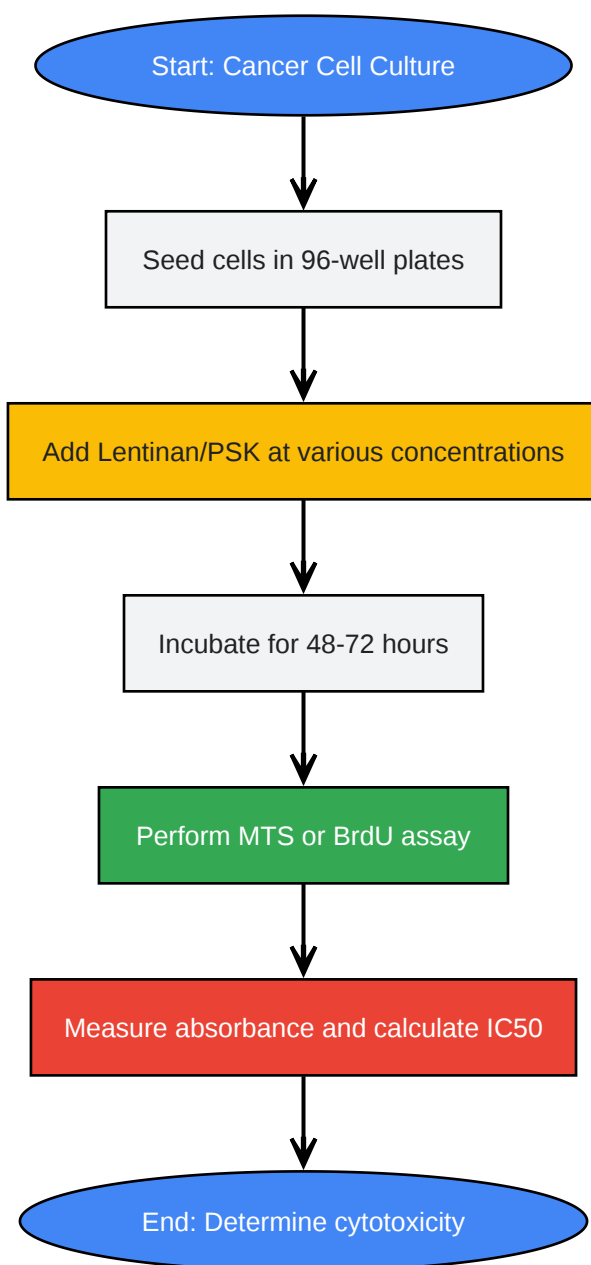 Start: Cancer Cell Culture
Seed cells in 96-well plates
Add Lentinan/PSK at various concentrations
Incubate for 48-72 hours
Perform MTS or BrdU assay
Measure absorbance and calculate IC50
End: Determine cytotoxicity